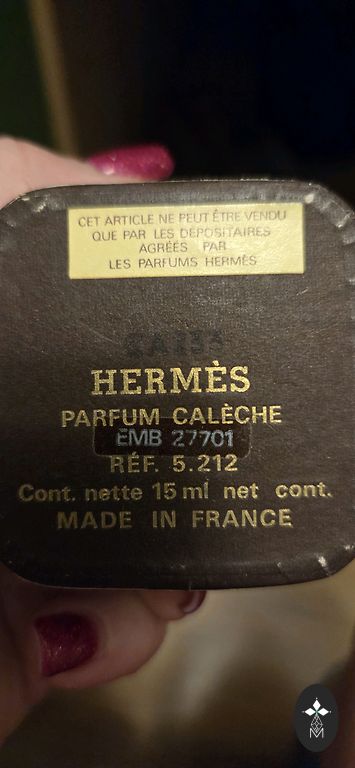 CET ARTICLE NE PEUT ÊTRE VENDU
QUE PAR LES DÉPOSITAIRES
AGRÉÉS PAR
LES PARFUMS HERMÈS
HERMÈS
PARFUM CALÈCHE
EMB 27701
RÉF. 5.212
Cont. nette 15 ml net cont.
MADE IN FRANCE
M